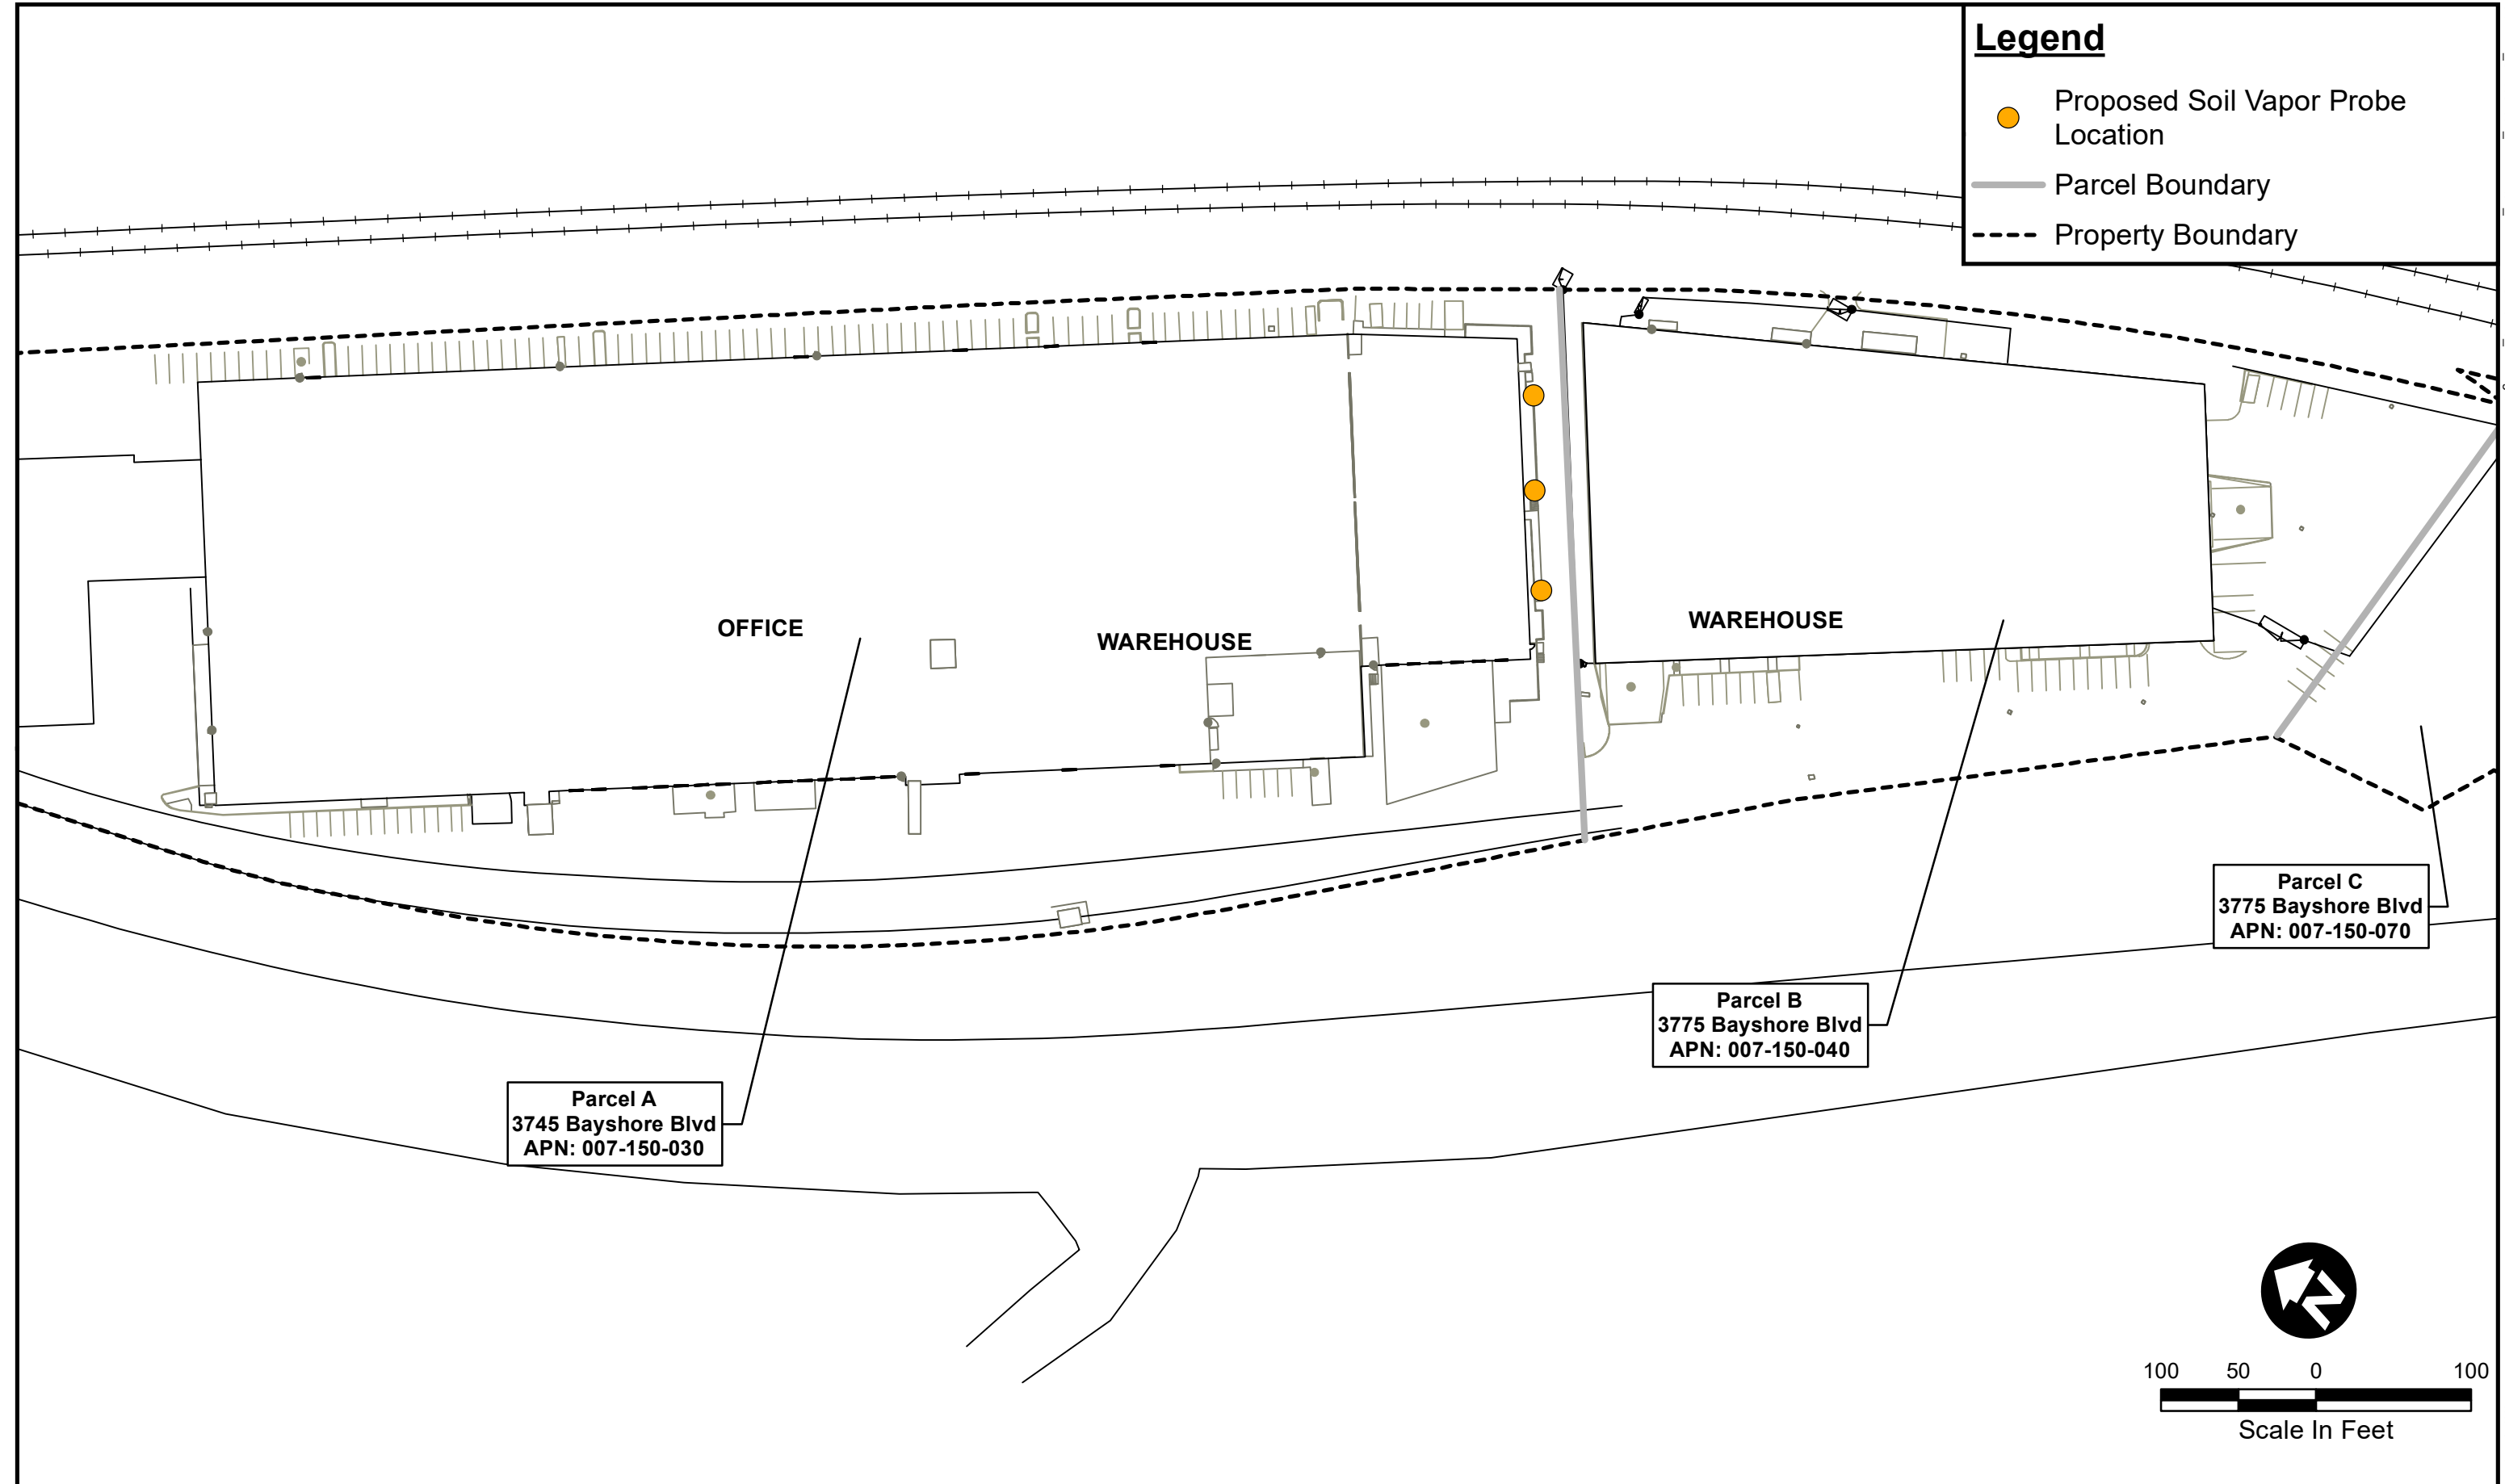 Legend
Proposed Soil Vapor Probe
Location
Parcel Boundary
Property Boundary
OFFICE
WAREHOUSE
WAREHOUSE
Parcel C
3775 Bayshore Blvd
APN: 007-150-070
Parcel B
3775 Bayshore Blvd
APN: 007-150-040
Parcel A
3745 Bayshore Blvd
APN: 007-150-030
N
100 50 0 100
Scale In Feet